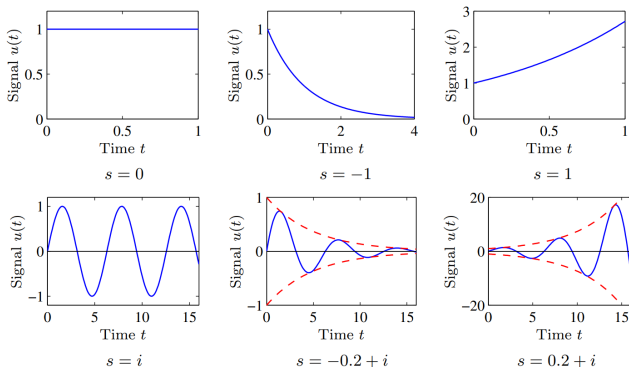 Signal u(t)
1
0.5
0
0
0.5
1
Time t
s = 0
Signal u(t)
1
0.5
0
0
2
4
Time t
s = −1
Signal u(t)
3
2
1
0
0
1
Time t
s = 1
Signal u(t)
1
0
−1
0
5
10
15
Time t
s = i
Signal u(t)
1
0
−1
0
5
10
15
Time t
s = −0.2 + i
Signal u(t)
20
0
−20
0
5
10
15
Time t
s = 0.2 + i